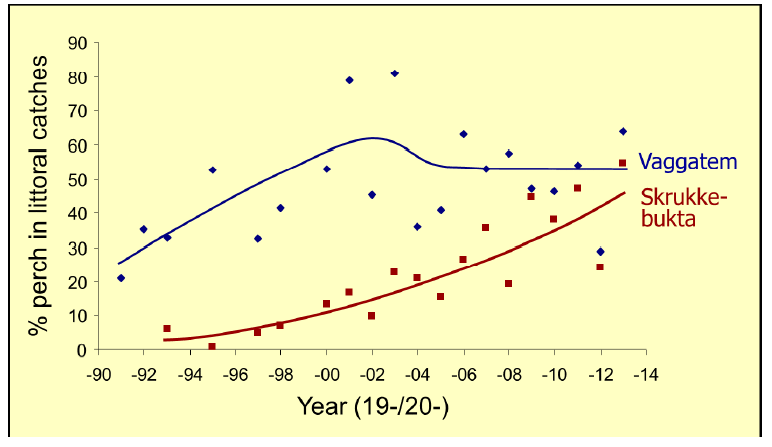 % perch in littoral catches
90
80
70
60
50
40
30
20
10
0
Vaggatem
Skrukke-
bukta
-90 -92 -94 -96 -98 -00 -02 -04 -06 -08 -10 -12 -14
Year (19-/20-)